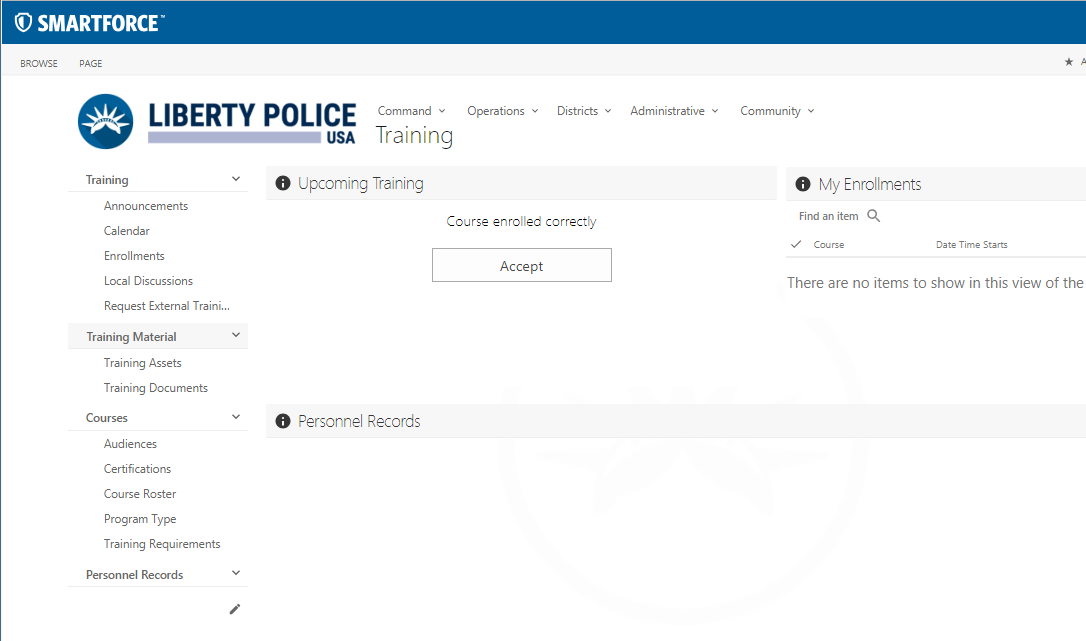 SMARTFORCE™
BROWSE PAGE
LIBERTY POLICE
USA
Command Operations Districts Administrative Community
Training
Training
Announcements
Calendar
Enrollments
Local Discussions
Request External Traini...
Training Material
Training Assets
Training Documents
Courses
Audiences
Certifications
Course Roster
Program Type
Training Requirements
Personnel Records
Upcoming Training
Course enrolled correctly
Accept
My Enrollments
Find an item
Course Date Time Starts
There are no items to show in this view of the
Personnel Records